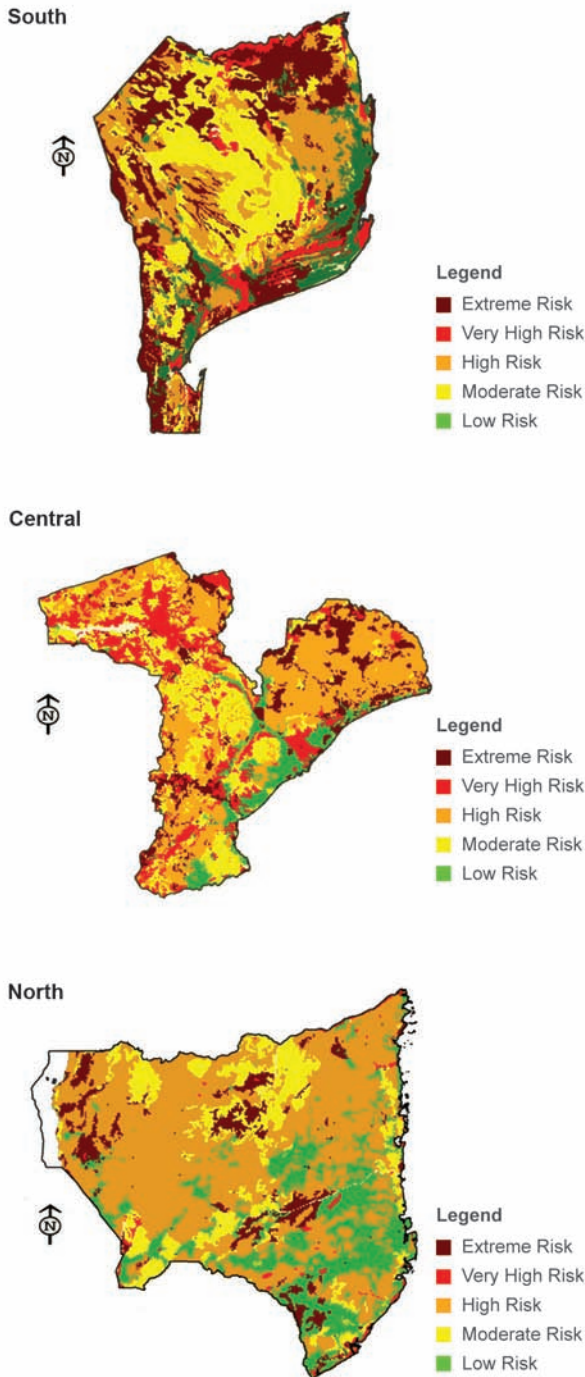 South
N
Legend
Extreme Risk
Very High Risk
High Risk
Moderate Risk
Low Risk
Central
N
Legend
Extreme Risk
Very High Risk
High Risk
Moderate Risk
Low Risk
North
N
Legend
Extreme Risk
Very High Risk
High Risk
Moderate Risk
Low Risk